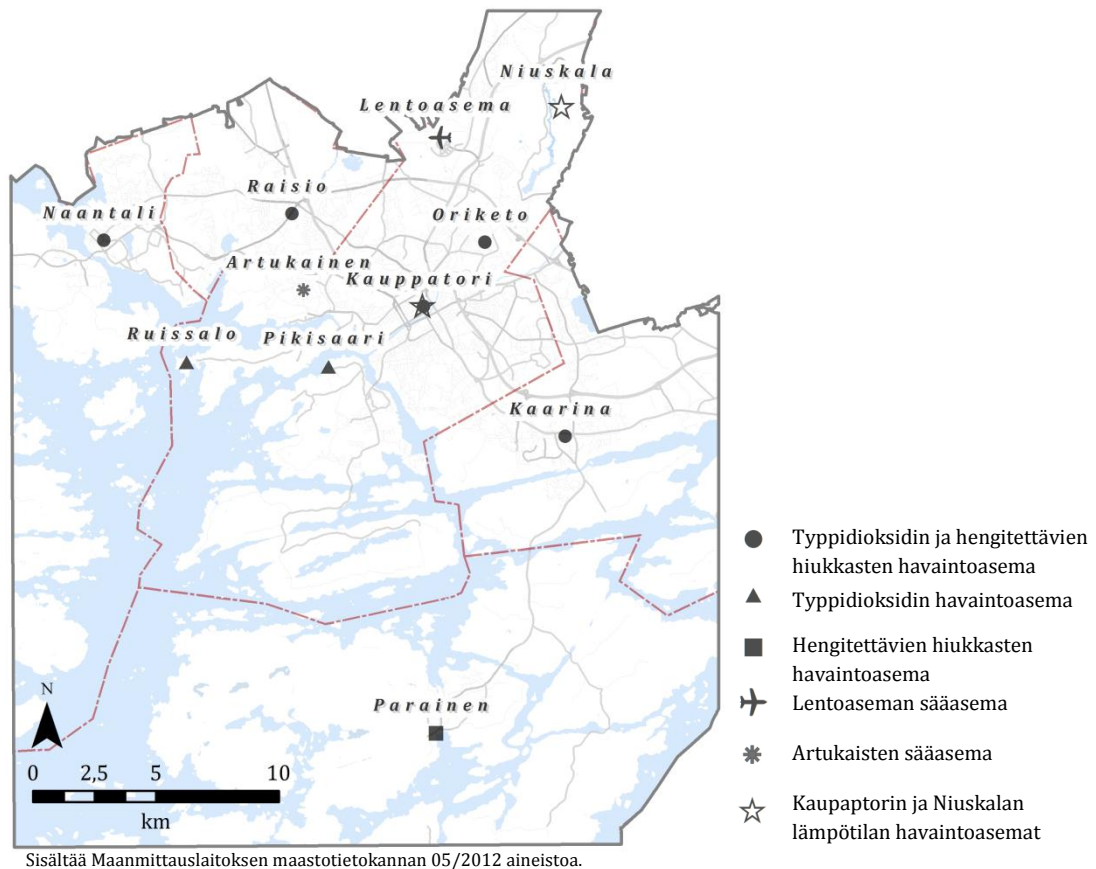 Niuskala
Lentoasema
Raisio
Naantali
Oriketo
Artukainen
Kauppatori
Ruissalo
Pikisaari
Kaarina
Parainen
N
0 2,5 5 10
km
Typpidioksidin ja hengitettävien
hiukkasten havaintoasema
Typpidioksidin havaintoasema
Hengitettävien hiukkasten
havaintoasema
Lentoaseman sääasema
Artukaisten sääasema
Kaupaptorin ja Niuskalan
lämpötilan havaintoasemat
Sisältää Maanmittauslaitoksen maastotietokannan 05/2012 aineistoa.